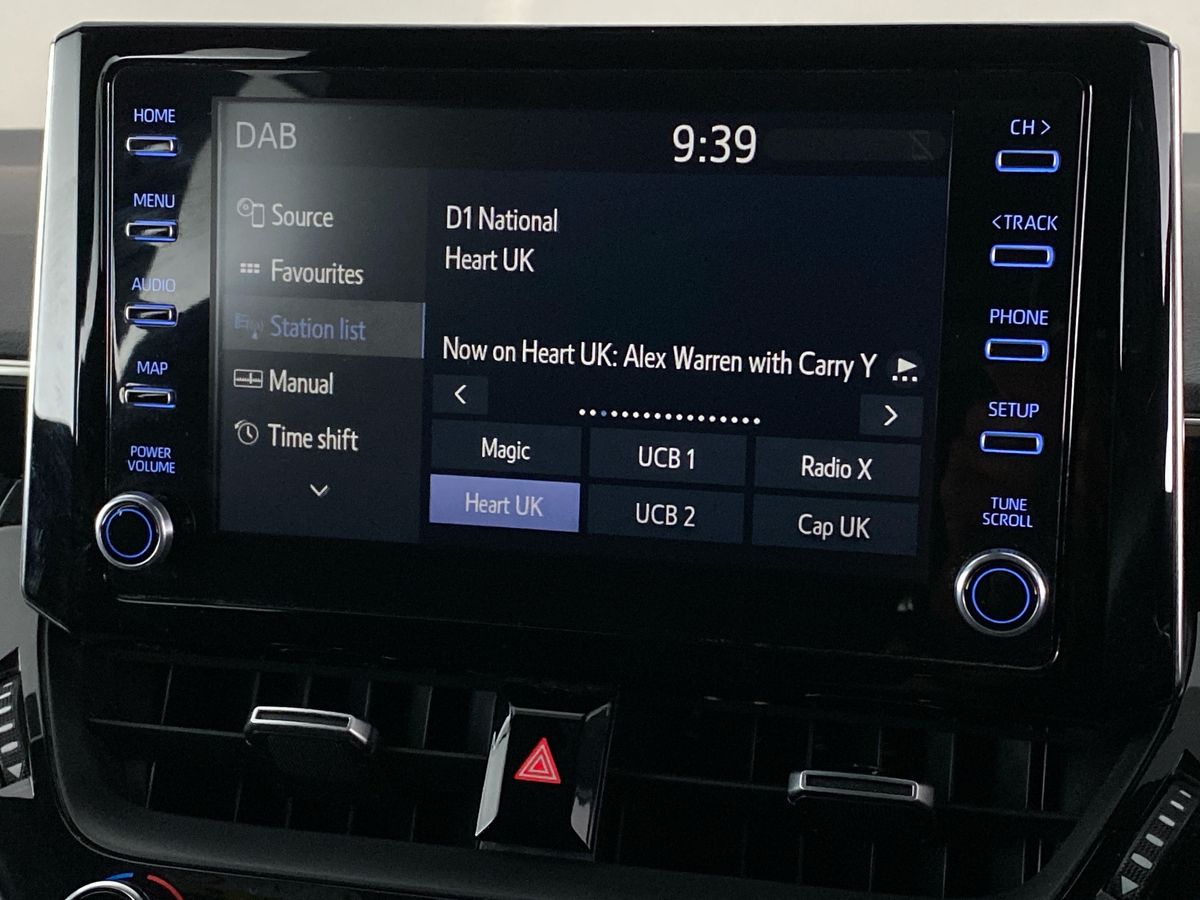 HOME
MENU
AUDIO
MAP
POWER
VOLUME
DAB
9:39
Source
Favourites
Station list
Manual
Time shift
D1 National
Heart UK
Now on Heart UK: Alex Warren with Carry Y
Magic
UCB 1
Radio X
Heart UK
UCB 2
Cap UK
CH >
<TRACK
PHONE
SETUP
TUNE
SCROLL